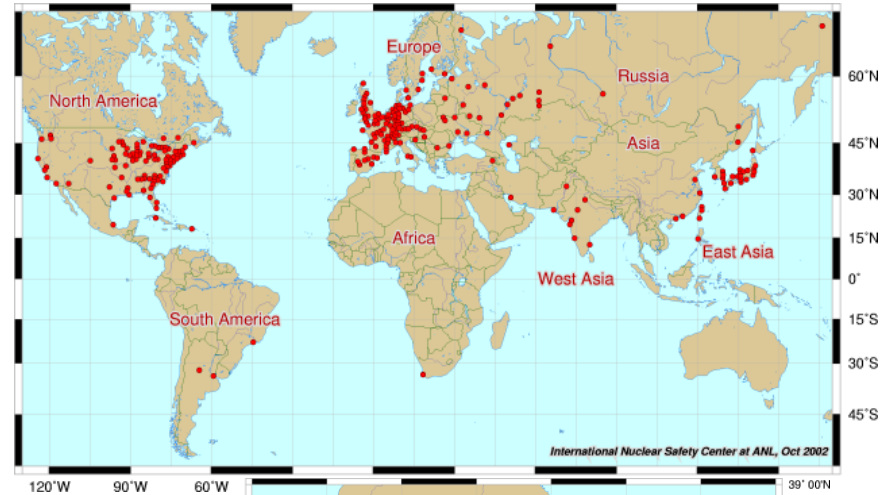 Europe
Russia
North America
Asia
Africa
East Asia
West Asia
South America
60°N
45°N
30°N
15°N
0°
15°S
30°S
45°S
International Nuclear Safety Center at ANL, Oct 2002
120°W 90°W 60°W
39° 00'N